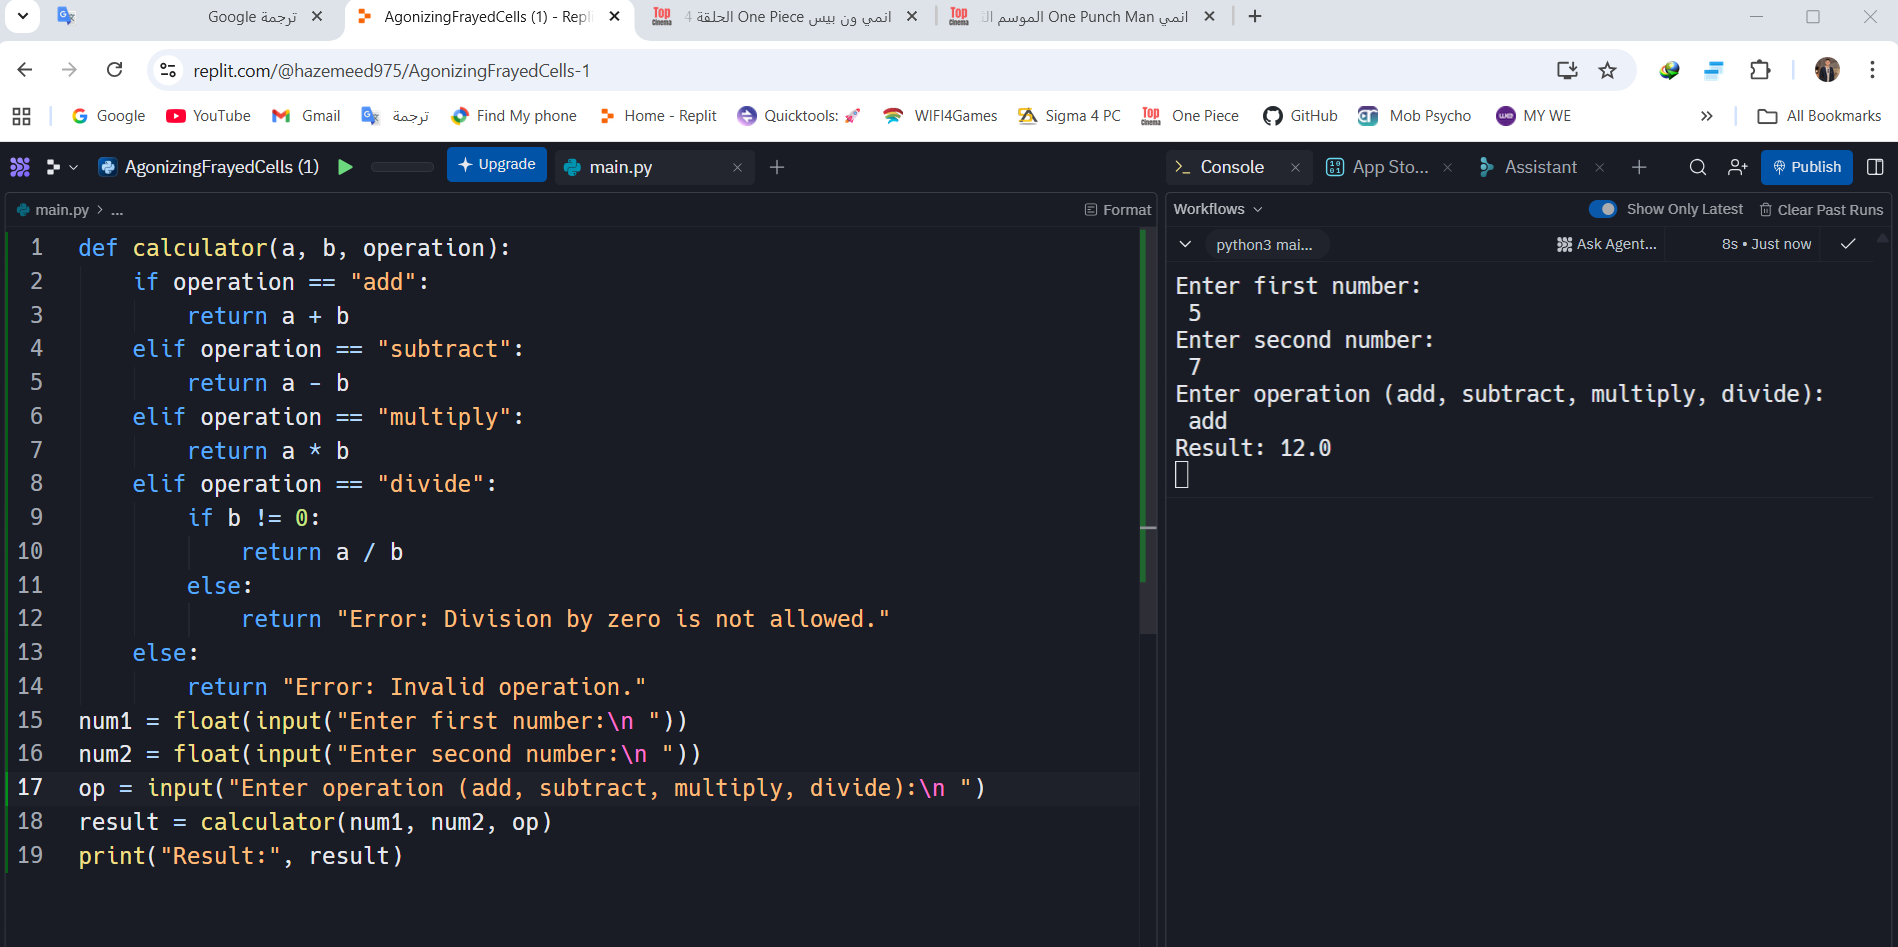 Google ترجمة
AgonizingFrayedCells (1) - Repli
انمي ون بيس One Piece الحلقة 4
انمي One Punch Man الموسم
replit.com/@hazemeed975/AgonizingFrayedCells-1
Google YouTube Gmail ترجمة Find My phone Home - Replit Quicktools: 🚀 WIFI4Games Sigma 4 PC One Piece GitHub Mob Psycho MY WE » All Bookmarks
AgonizingFrayedCells (1) Upgrade main.py
Console App Sto... Assistant Publish
main.py > ... Format
1 def calculator(a, b, operation):
2     if operation == "add":
3         return a + b
4     elif operation == "subtract":
5         return a - b
6     elif operation == "multiply":
7         return a * b
8     elif operation == "divide":
9         if b != 0:
10             return a / b
11         else:
12             return "Error: Division by zero is not allowed."
13     else:
14         return "Error: Invalid operation."
15 num1 = float(input("Enter first number:\n "))
16 num2 = float(input("Enter second number:\n "))
17 op = input("Enter operation (add, subtract, multiply, divide):\n ")
18 result = calculator(num1, num2, op)
19 print("Result:", result)
Workflows Show Only Latest Clear Past Runs
python3 mai... Ask Agent... 8s • Just now
Enter first number:
 5
Enter second number:
 7
Enter operation (add, subtract, multiply, divide):
 add
Result: 12.0